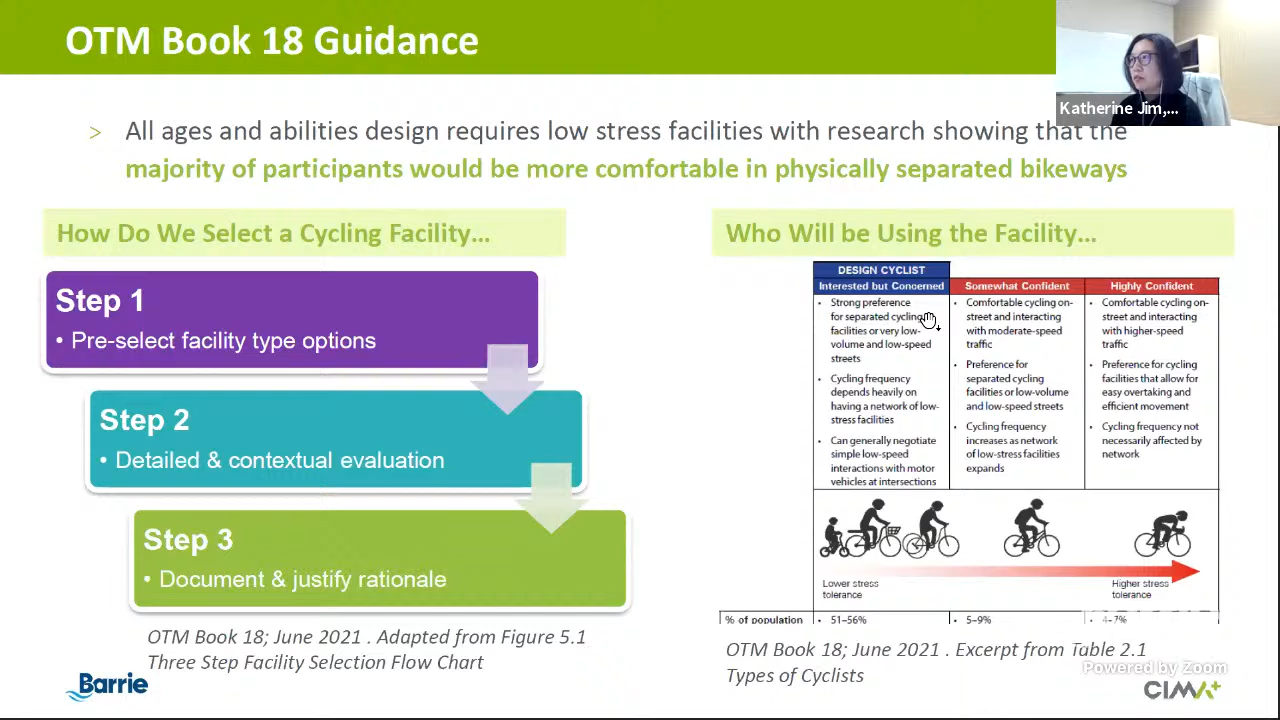 OTM Book 18 Guidance
Katherine Jim,...
> All ages and abilities design requires low stress facilities with research showing that the
majority of participants would be more comfortable in physically separated bikeways
How Do We Select a Cycling Facility...
Step 1
• Pre-select facility type options
Step 2
• Detailed & contextual evaluation
Step 3
• Document & justify rationale
OTM Book 18; June 2021 . Adapted from Figure 5.1
Three Step Facility Selection Flow Chart
Who Will be Using the Facility...
DESIGN CYCLIST
Interested but Concerned
• Strong preference
for separated cycling
facilities or very low-
volume and low-speed
streets
• Cycling frequency
depends heavily on
having a network of low-
stress facilities
• Can generally negotiate
simple low-speed
interactions with motor
vehicles at intersections
Somewhat Confident
• Comfortable cycling on-
street and interacting
with moderate-speed
traffic
• Preference for
separated cycling
facilities or low-volume
and low-speed streets
• Cycling frequency
increases as network
of low-stress facilities
expands
Highly Confident
• Comfortable cycling on-
street and interacting
with higher-speed
traffic
• Preference for cycling
facilities that allow for
easy overtaking and
efficient movement
• Cycling frequency not
necessarily affected by
network
Lower stress
tolerance
Higher stress
tolerance
% of population • 51–56% • 5–9% • 4–7%
OTM Book 18; June 2021 . Excerpt from Table 2.1
Types of Cyclists
Powered by Zoom
Barrie
CIMA+